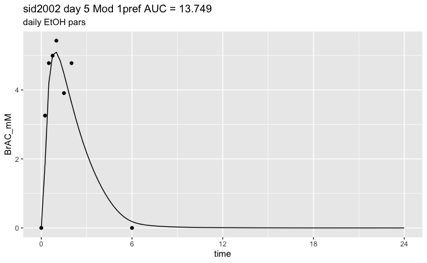 sid2002 day 5 Mod 1pref AUC = 13.749
daily EtOH pars
BrAC_mM
4
2
0
0
6
12
18
24
time